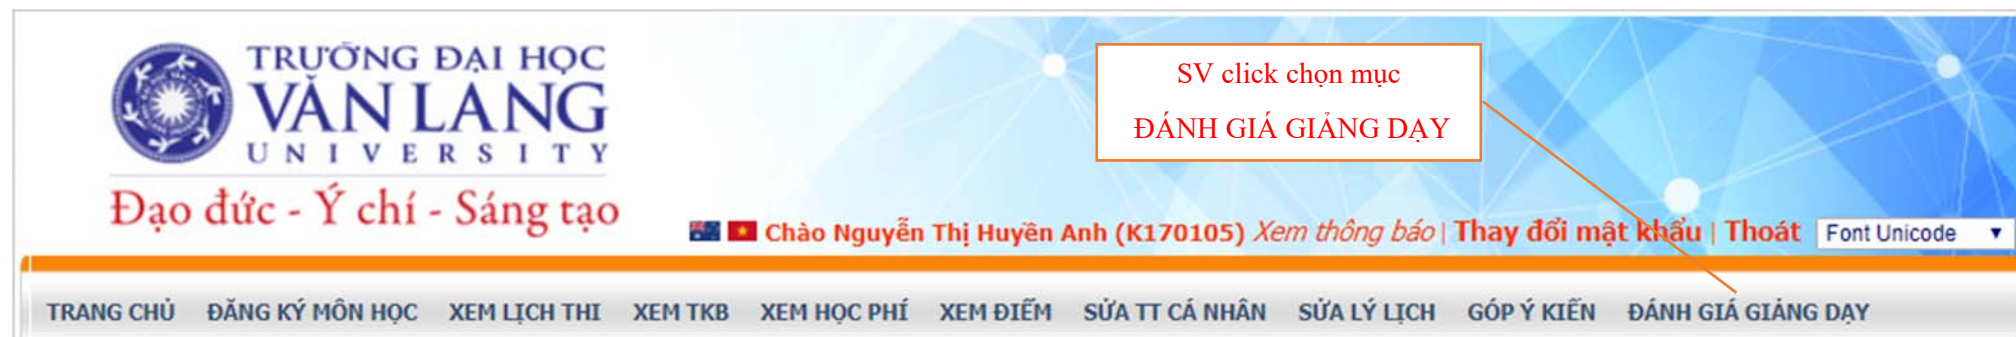 TRƯỜNG ĐẠI HỌC
VĂN LANG
UNIVERSITY
Đạo đức - Ý chí - Sáng tạo
SV click chọn mục
ĐÁNH GIÁ GIẢNG DẠY
Chào Nguyễn Thị Huyền Anh (K170105) Xem thông báo | Thay đổi mật khẩu | Thoát Font Unicode
TRANG CHỦ ĐĂNG KÝ MÔN HỌC XEM LỊCH THI XEM TKB XEM HỌC PHÍ XEM ĐIỂM SỬA TT CÁ NHÂN SỬA LÝ LỊCH GÓP Ý KIẾN ĐÁNH GIÁ GIẢNG DẠY